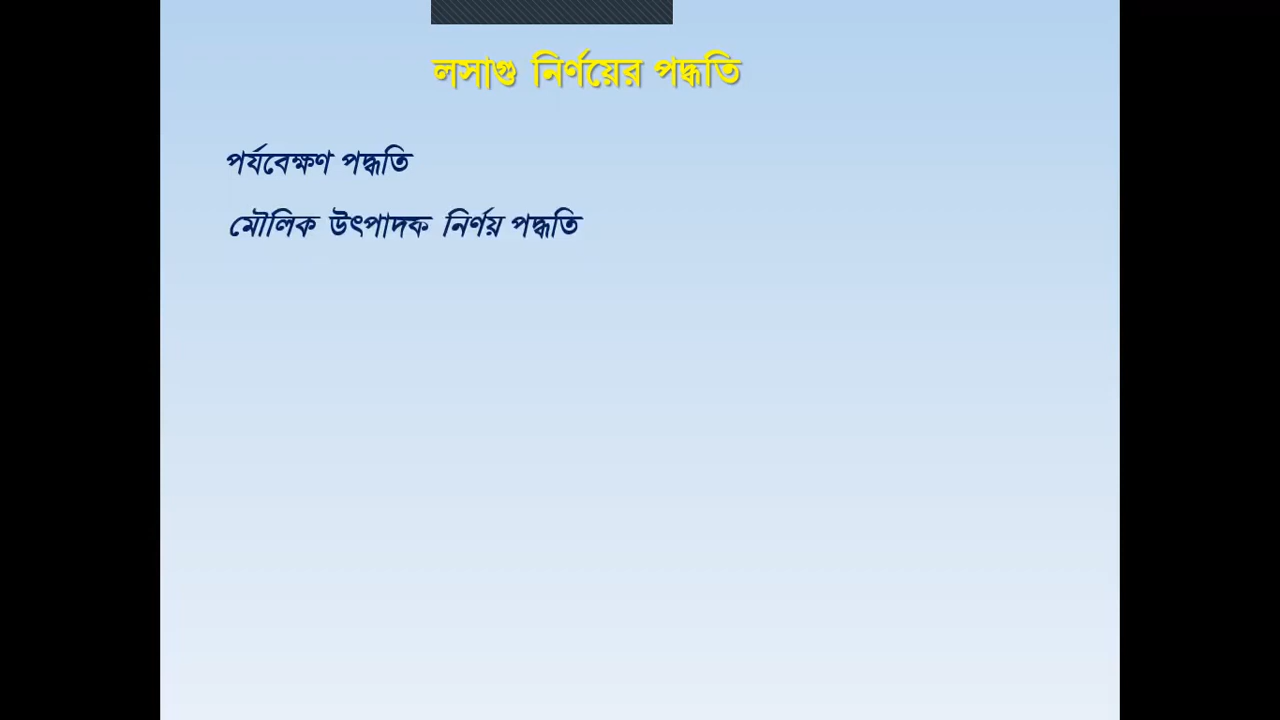 লসাগু নির্ণয়ের পদ্ধতি
পর্যবেক্ষণ পদ্ধতি
মৌলিক উৎপাদক নির্ণয় পদ্ধতি